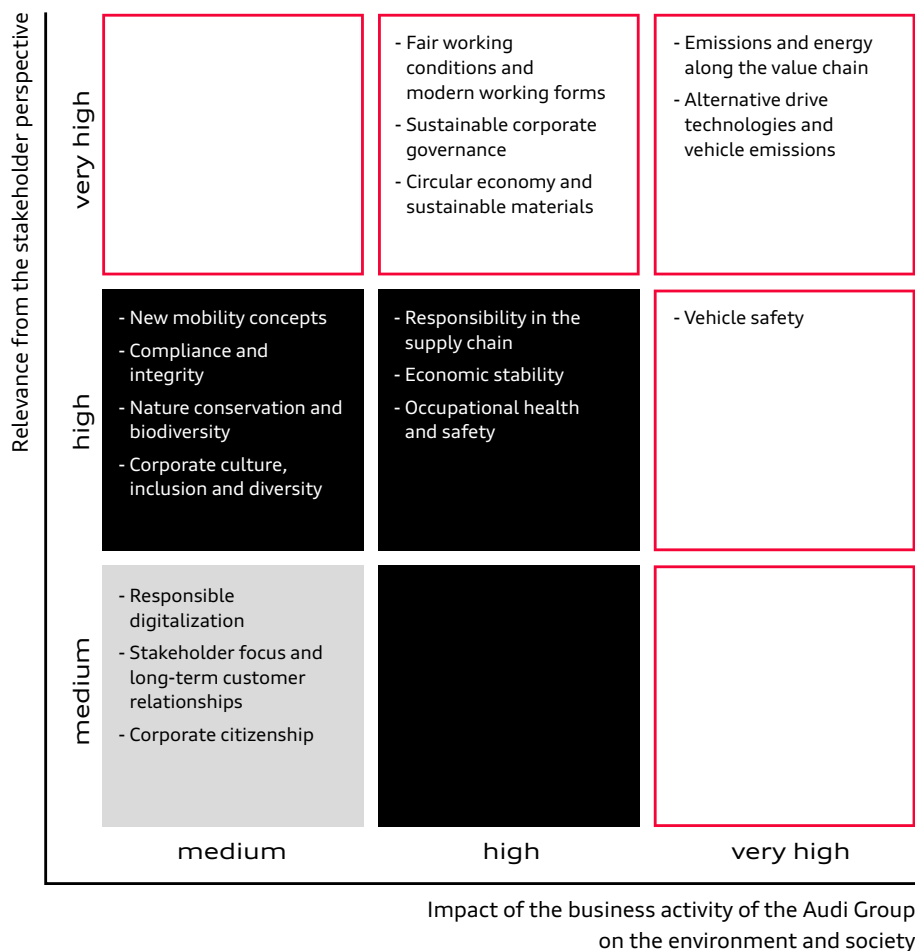 Relevance from the stakeholder perspective
very high
- Fair working
conditions and
modern working forms
- Sustainable corporate
governance
- Circular economy and
sustainable materials
- Emissions and energy
along the value chain
- Alternative drive
technologies and
vehicle emissions
high
- New mobility concepts
- Compliance and
integrity
- Nature conservation and
biodiversity
- Corporate culture,
inclusion and diversity
- Responsibility in the
supply chain
- Economic stability
- Occupational health
and safety
- Vehicle safety
medium
- Responsible
digitalization
- Stakeholder focus and
long-term customer
relationships
- Corporate citizenship
medium
high
very high
Impact of the business activity of the Audi Group
on the environment and society